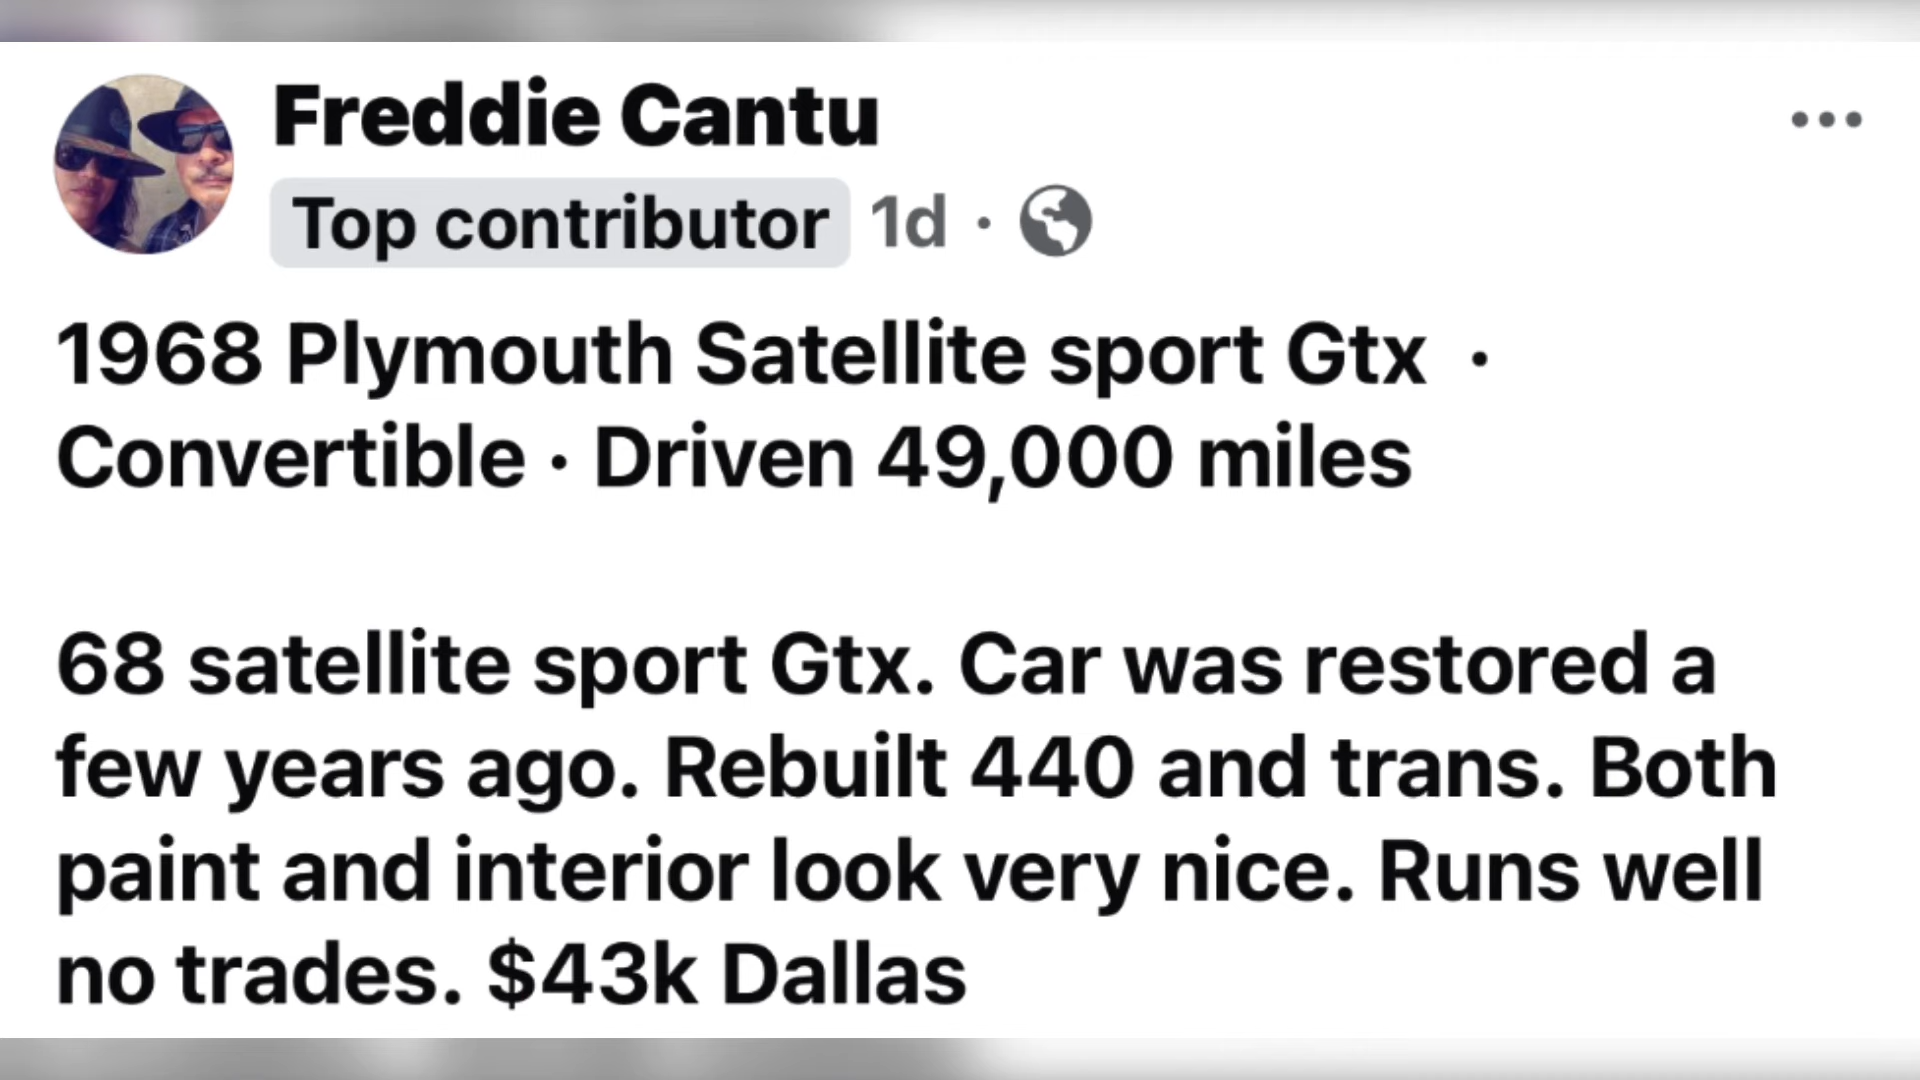 Freddie Cantu
Top contributor 1d ·
1968 Plymouth Satellite sport Gtx ·
Convertible · Driven 49,000 miles
68 satellite sport Gtx. Car was restored a
few years ago. Rebuilt 440 and trans. Both
paint and interior look very nice. Runs well
no trades. $43k Dallas